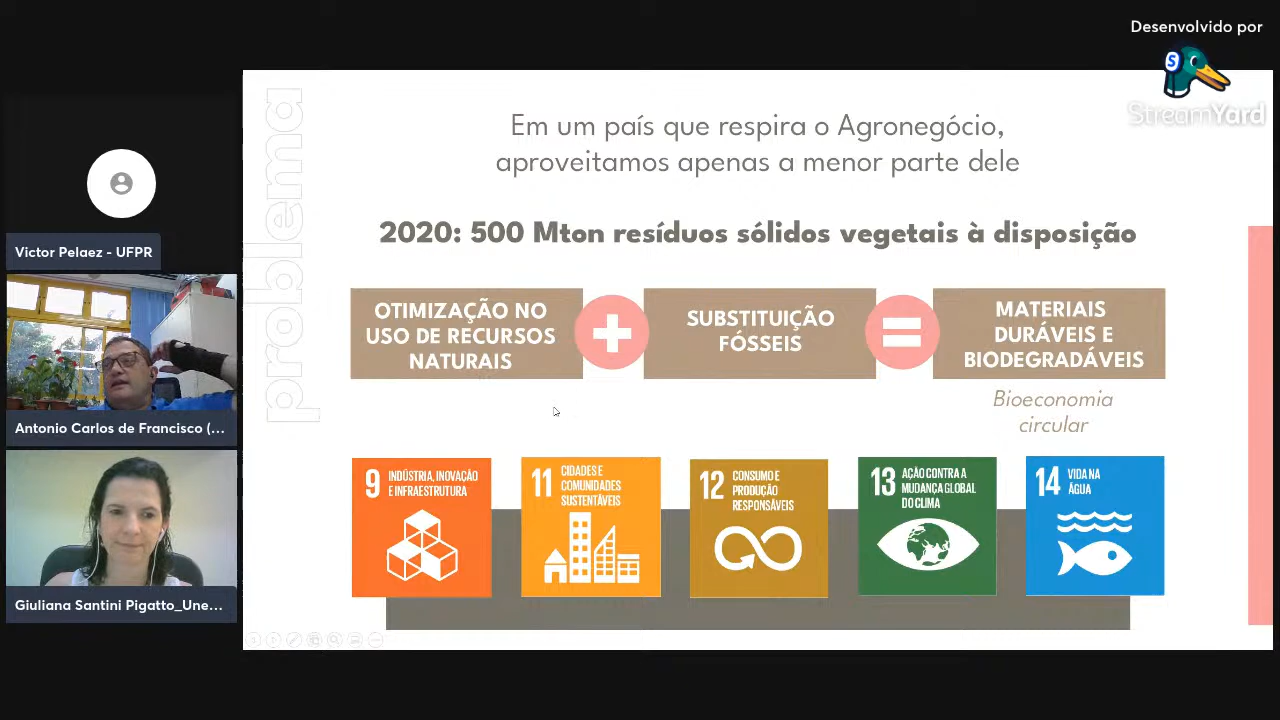 Desenvolvido por
StreamYard
Victor Pelaez - UFPR
Antonio Carlos de Francisco (...
Giuliana Santini Pigatto_Une...
problema
Em um país que respira o Agronegócio,
aproveitamos apenas a menor parte dele
2020: 500 Mton resíduos sólidos vegetais à disposição
OTIMIZAÇÃO NO
USO DE RECURSOS
NATURAIS
SUBSTITUIÇÃO
FÓSSEIS
MATERIAIS
DURÁVEIS E
BIODEGRADÁVEIS
Bioeconomia
circular
9 INDÚSTRIA, INOVAÇÃO
E INFRAESTRUTURA
11 CIDADES E
COMUNIDADES
SUSTENTÁVEIS
12 CONSUMO E
PRODUÇÃO
RESPONSÁVEIS
13 AÇÃO CONTRA A
MUDANÇA GLOBAL
DO CLIMA
14 VIDA NA
ÁGUA